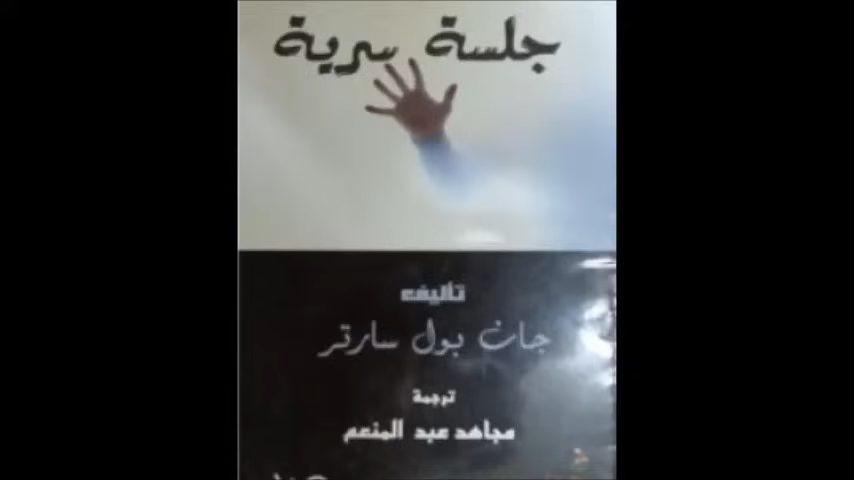 جلسة سرية
تأليف
جان بول سارتر
ترجمة
مجاهد عبد المنعم